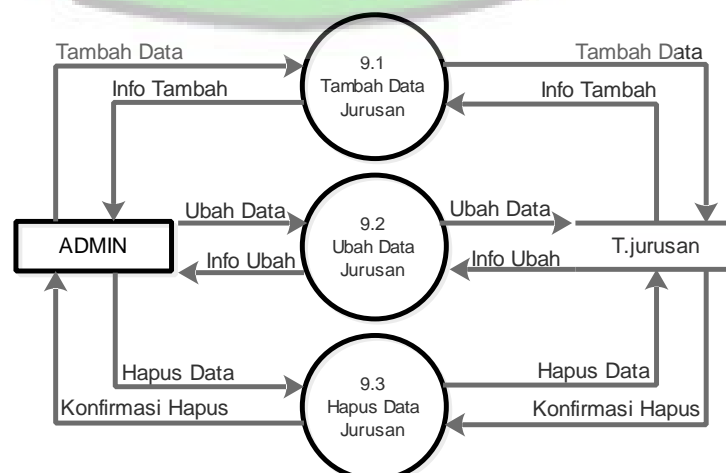 Tambah Data
9.1
Tambah Data
Jurusan
Tambah Data
Info Tambah
Info Tambah
ADMIN
Ubah Data
9.2
Ubah Data
Jurusan
Ubah Data
T.jurusan
Info Ubah
Info Ubah
Hapus Data
9.3
Hapus Data
Jurusan
Hapus Data
Konfirmasi Hapus
Konfirmasi Hapus